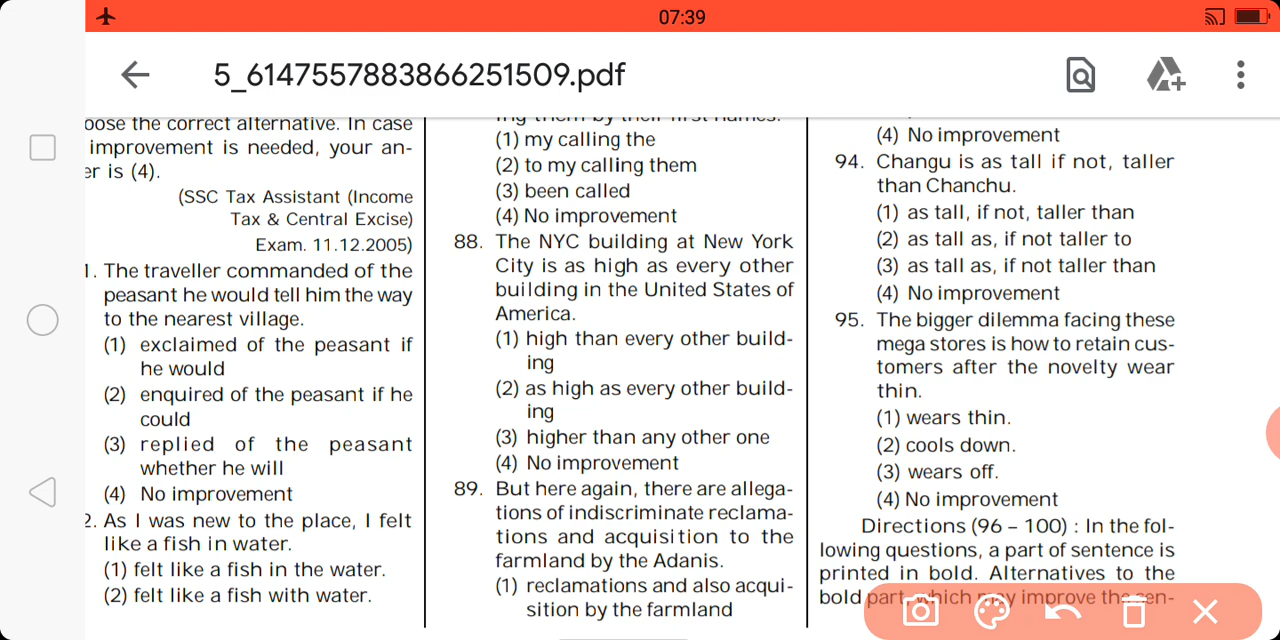 07:39
5_6147557883866251509.pdf
oose the correct alternative. In case
improvement is needed, your an-
er is (4).
(SSC Tax Assistant (Income
Tax & Central Excise)
Exam. 11.12.2005)
1. The traveller commanded of the
peasant he would tell him the way
to the nearest village.
(1) exclaimed of the peasant if
he would
(2) enquired of the peasant if he
could
(3) replied of the peasant
whether he will
(4) No improvement
2. As I was new to the place, I felt
like a fish in water.
(1) felt like a fish in the water.
(2) felt like a fish with water.
ing them by their first names.
(1) my calling the
(2) to my calling them
(3) been called
(4) No improvement
88. The NYC building at New York
City is as high as every other
building in the United States of
America.
(1) high than every other build-
ing
(2) as high as every other build-
ing
(3) higher than any other one
(4) No improvement
89. But here again, there are allega-
tions of indiscriminate reclama-
tions and acquisition to the
farmland by the Adanis.
(1) reclamations and also acqui-
sition by the farmland
(4) No improvement
94. Changu is as tall if not, taller
than Chanchu.
(1) as tall, if not, taller than
(2) as tall as, if not taller to
(3) as tall as, if not taller than
(4) No improvement
95. The bigger dilemma facing these
mega stores is how to retain cus-
tomers after the novelty wear
thin.
(1) wears thin.
(2) cools down.
(3) wears off.
(4) No improvement
Directions (96 – 100) : In the fol-
lowing questions, a part of sentence is
printed in bold. Alternatives to the
bold part, which may improve the sen-